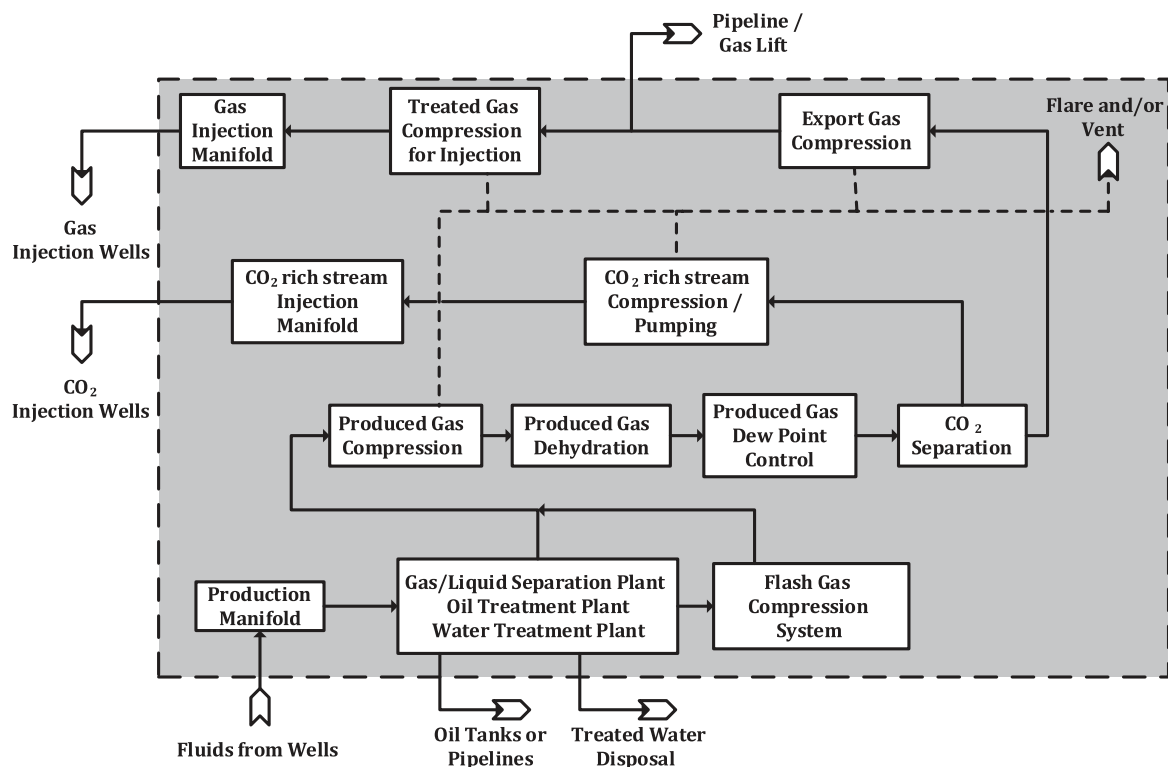 Pipeline /
Gas Lift
Flare and/or
Vent
Gas
Injection
Manifold
Treated Gas
Compression
for Injection
Export Gas
Compression
Gas
Injection Wells
CO₂ rich stream
Injection
Manifold
CO₂ rich stream
Compression /
Pumping
CO₂
Injection Wells
Produced Gas
Compression
Produced Gas
Dehydration
Produced Gas
Dew Point
Control
CO₂
Separation
Production
Manifold
Gas/Liquid Separation Plant
Oil Treatment Plant
Water Treatment Plant
Flash Gas
Compression
System
Fluids from Wells
Oil Tanks or
Pipelines
Treated Water
Disposal